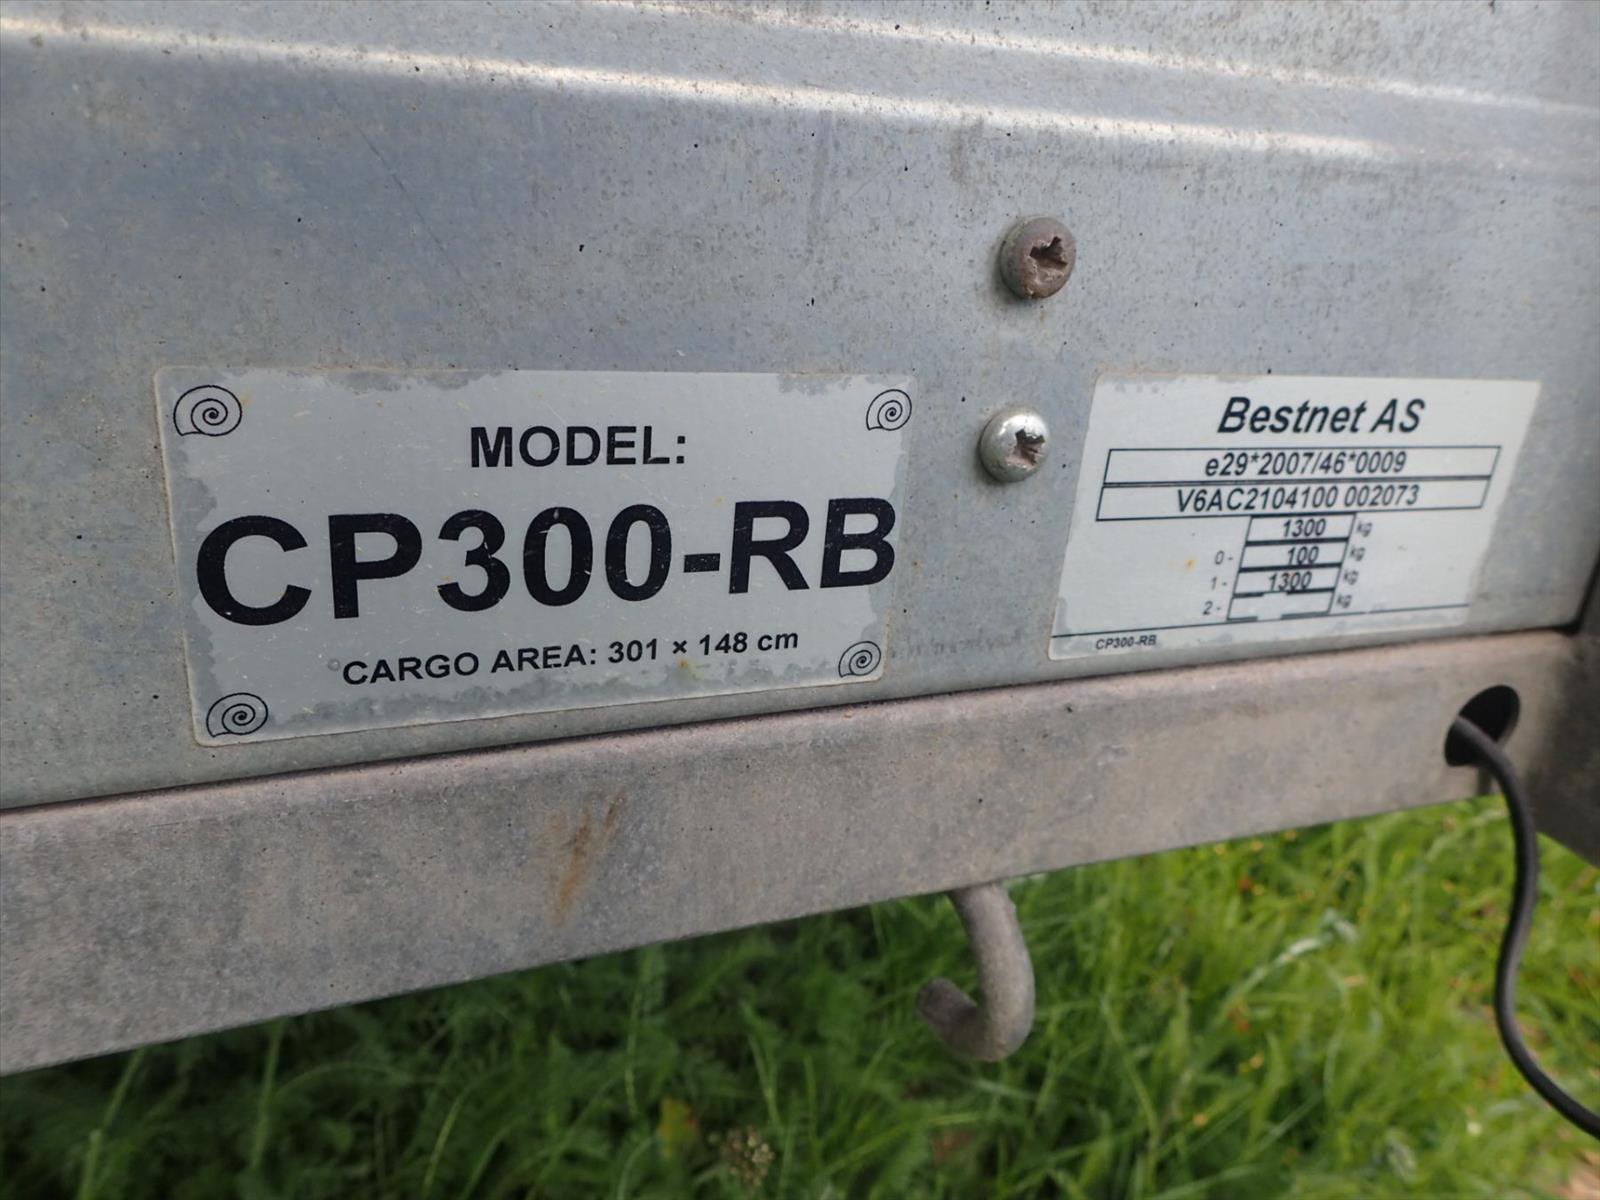 MODEL:
CP300-RB
CARGO AREA: 301 × 148 cm
Bestnet AS
e29*2007/46*0009
V6AC2104100 002073
1300 kg
0- 100 kg
1- 1300 kg
2- kg
CP300-RB